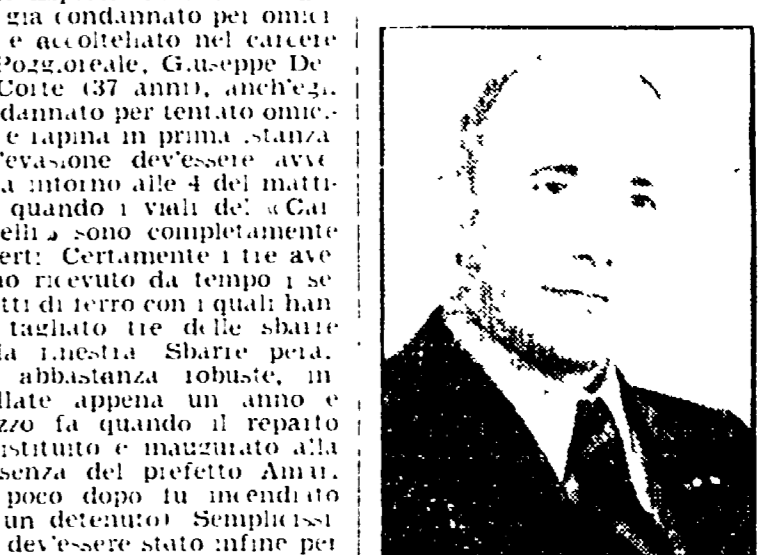 già condannato per omici
e accoltellato nel carcere
Poggioreale, Giuseppe De
Corte (37 anni), anch'egli
dannato per tentato omici-
e rapina in prima istanza
'evasione dev'essere avve
a intorno alle 4 del matti-
quando i viali del «Car
elli» sono completamente
ert: Certamente i tre ave
no ricevuto da tempo i se
tti di ferro con i quali han
tagliato tre delle sbarre
la finestra Sbarre però,
abbastanza robuste, in
llate appena un anno e
zzo fa quando il reparto
istituito e inaugurato alla
senza del prefetto Amari,
poco dopo fu incendiato
un detenuto) Semplicissi
dev'essere stato infine per